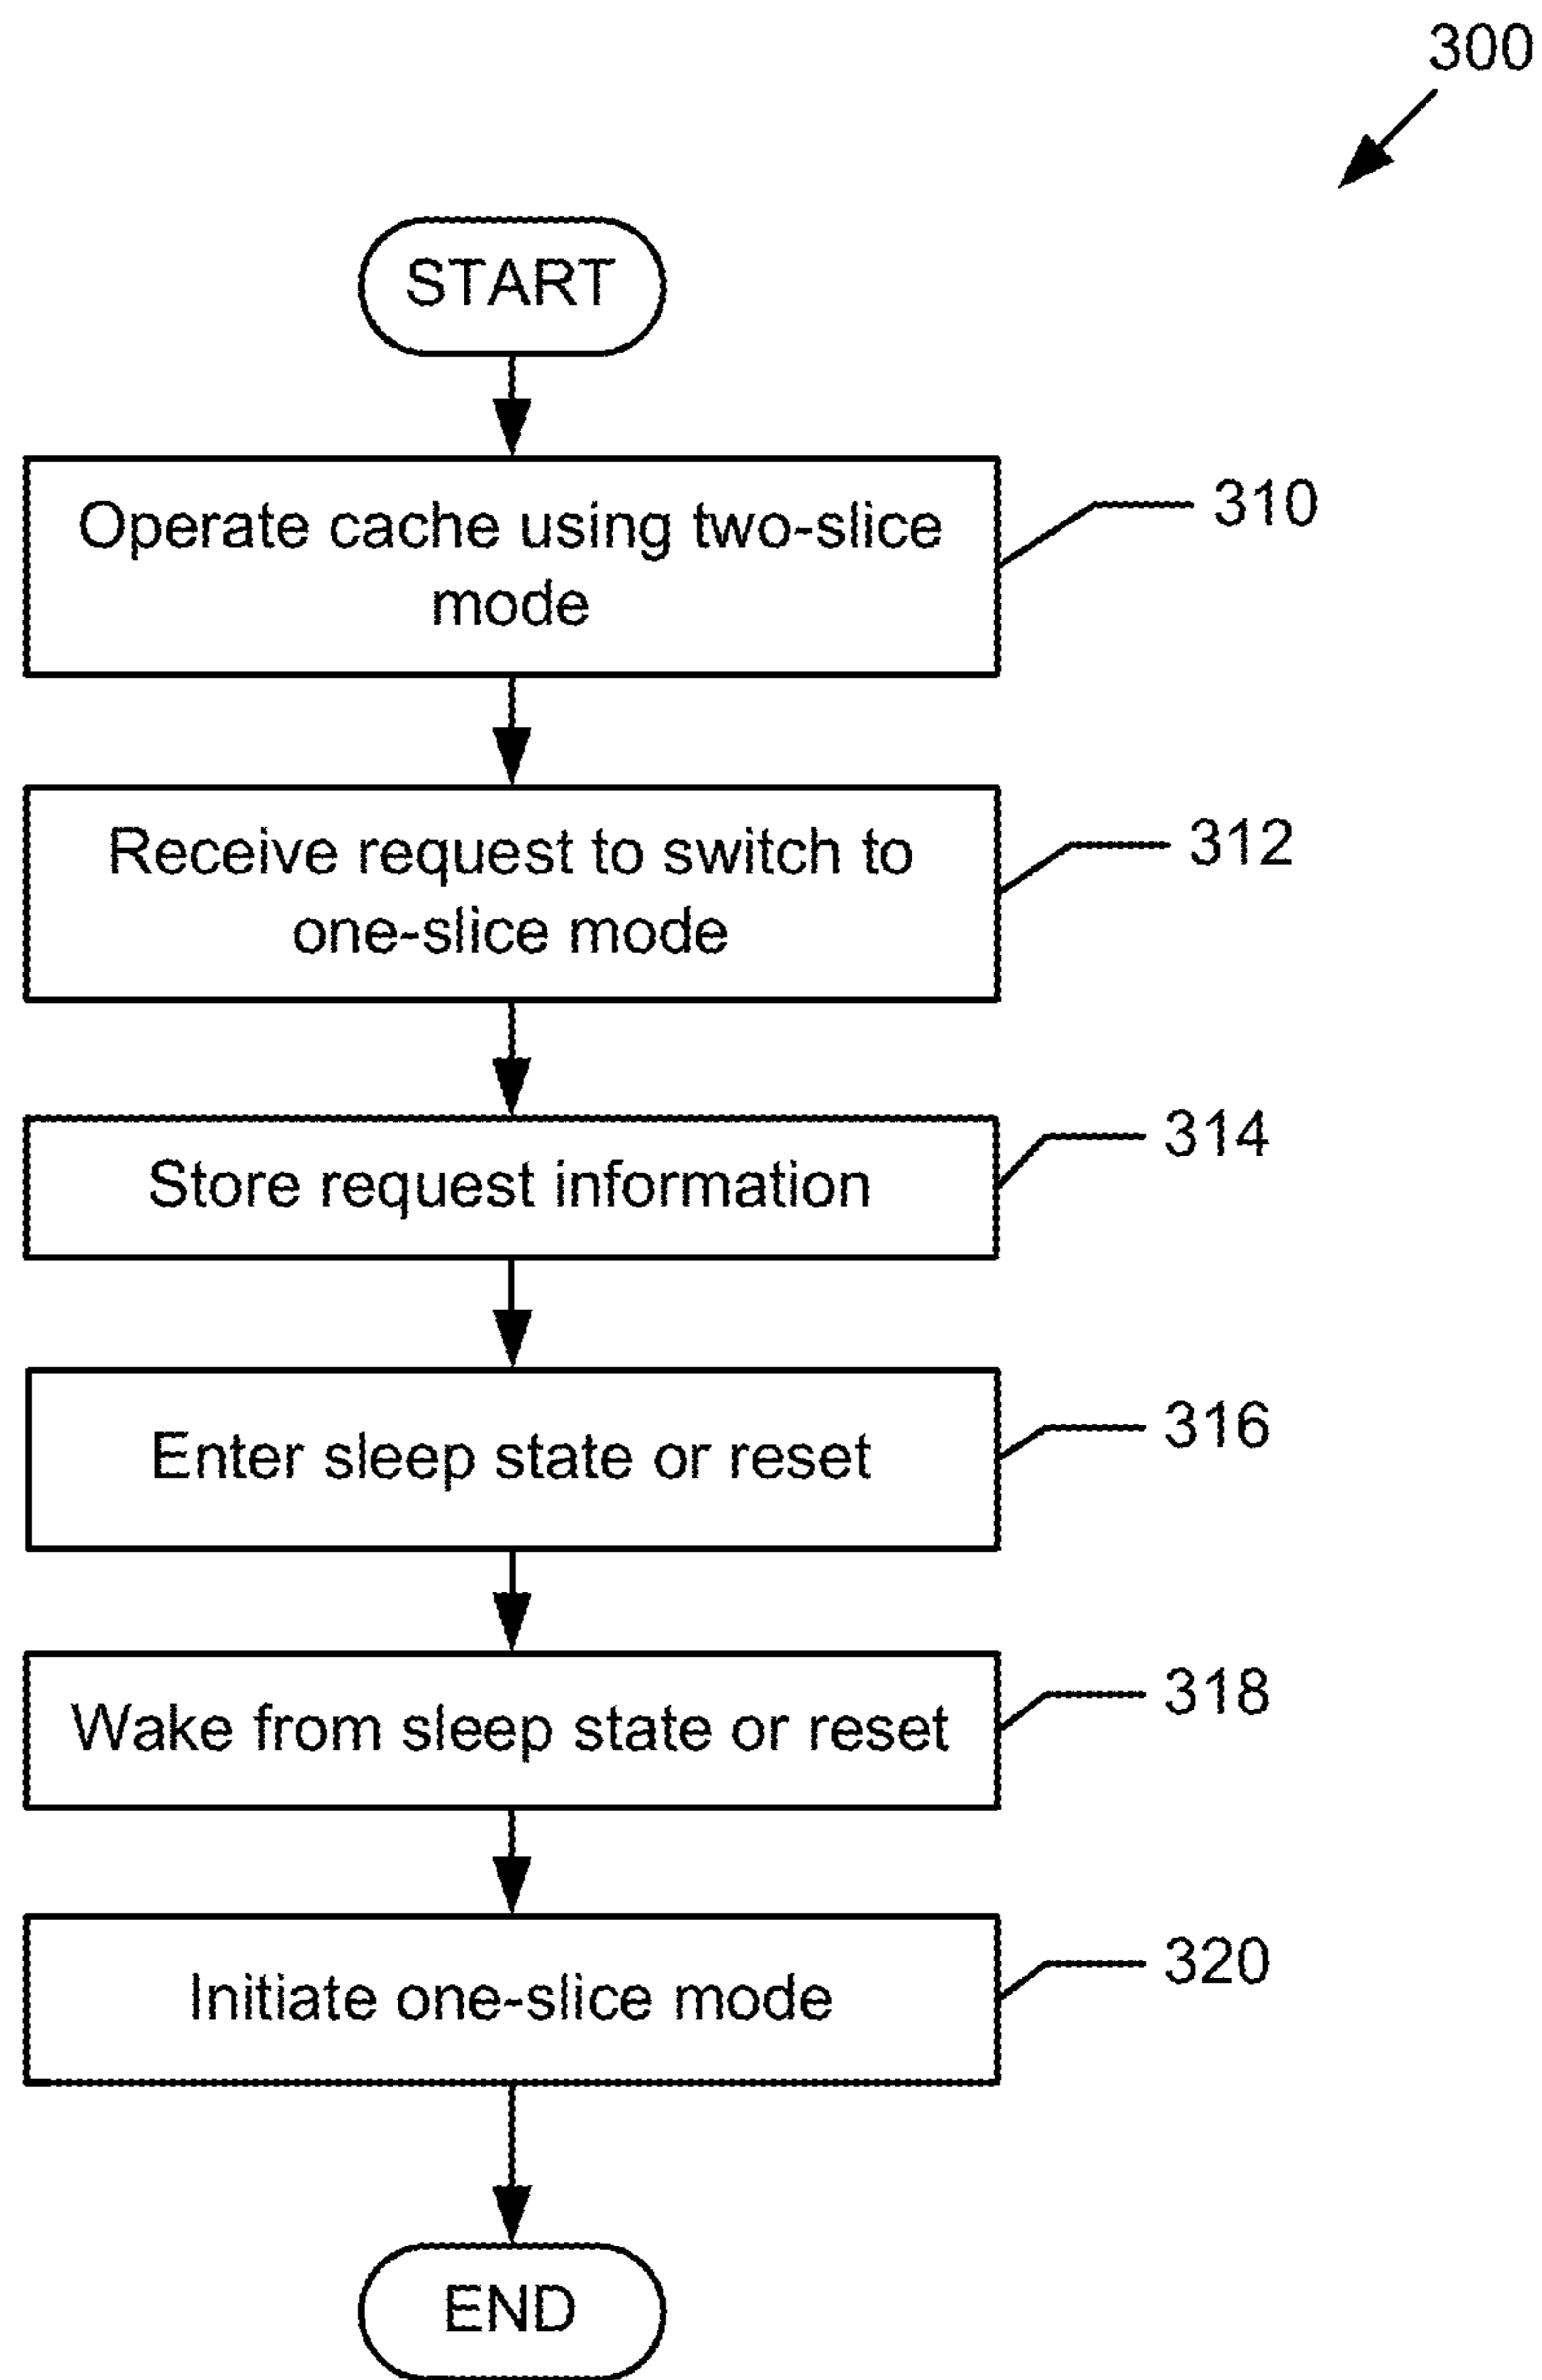 300
START
Operate cache using two-slice
mode
310
Receive request to switch to
one-slice mode
312
Store request information
314
Enter sleep state or reset
316
Wake from sleep state or reset
318
Initiate one-slice mode
320
END